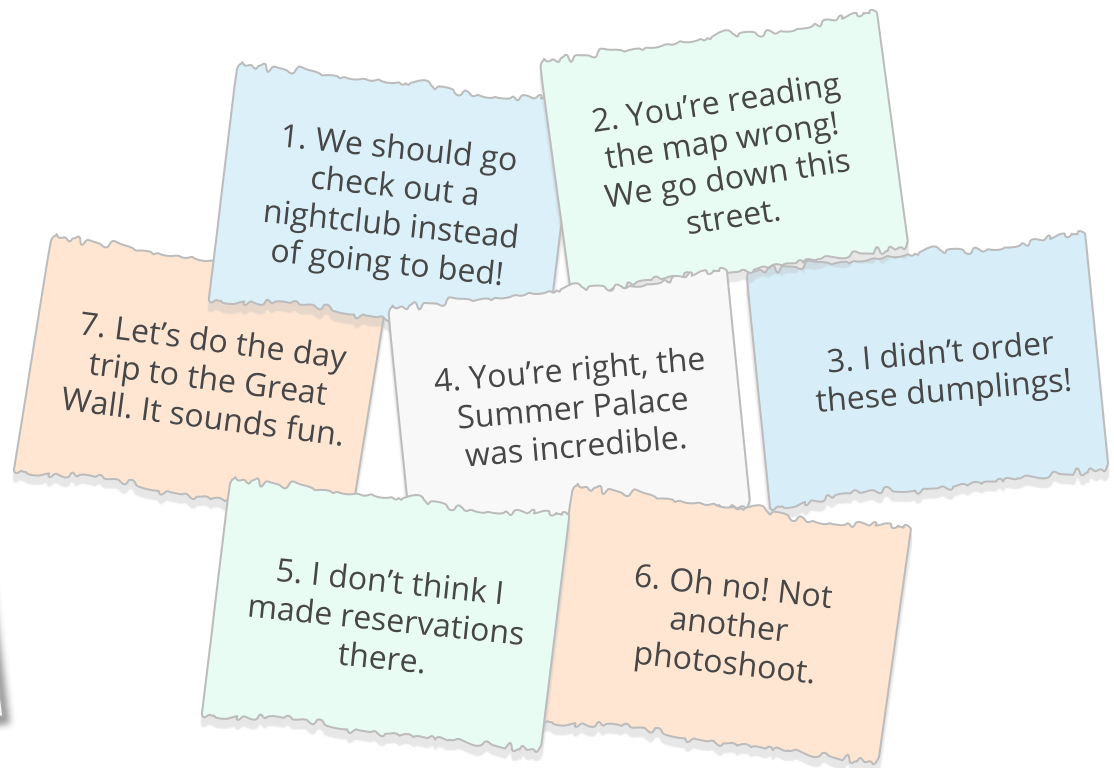 1. We should go
check out a
nightclub instead
of going to bed!
2. You’re reading
the map wrong!
We go down this
street.
3. I didn’t order
these dumplings!
4. You’re right, the
Summer Palace
was incredible.
5. I don’t think I
made reservations
there.
6. Oh no! Not
another
photoshoot.
7. Let’s do the day
trip to the Great
Wall. It sounds fun.